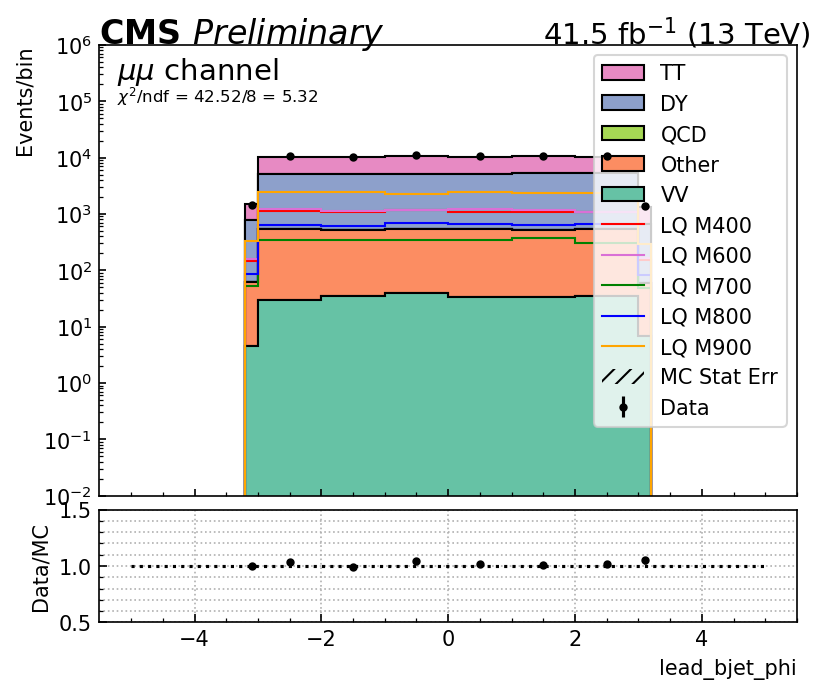 CMS Preliminary 41.5 fb⁻¹ (13 TeV)
μμ channel
χ²/ndf = 42.52/8 = 5.32
Events/bin
10⁶
10⁵
10⁴
10³
10²
10¹
10⁰
10⁻¹
10⁻²
TT
DY
QCD
Other
VV
LQ M400
LQ M600
LQ M700
LQ M800
LQ M900
MC Stat Err
Data
Data/MC
1.5
1.0
0.5
−4 −2 0 2 4
lead_bjet_phi